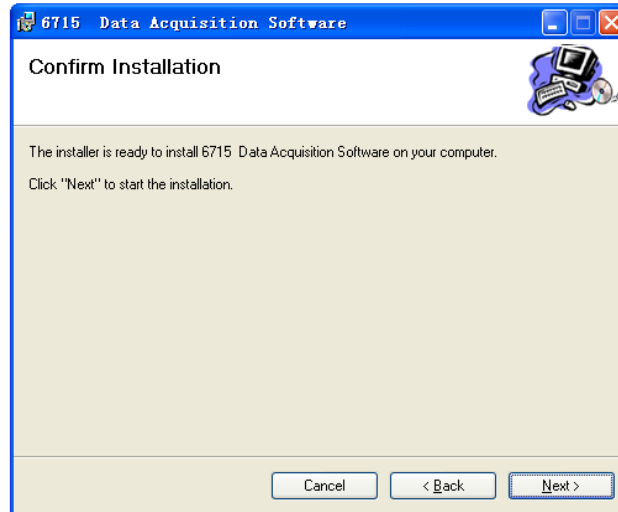 6715  Data Acquisition Software
Confirm Installation
The installer is ready to install 6715  Data Acquisition Software on your computer.
Click "Next" to start the installation.
Cancel
< Back
Next >